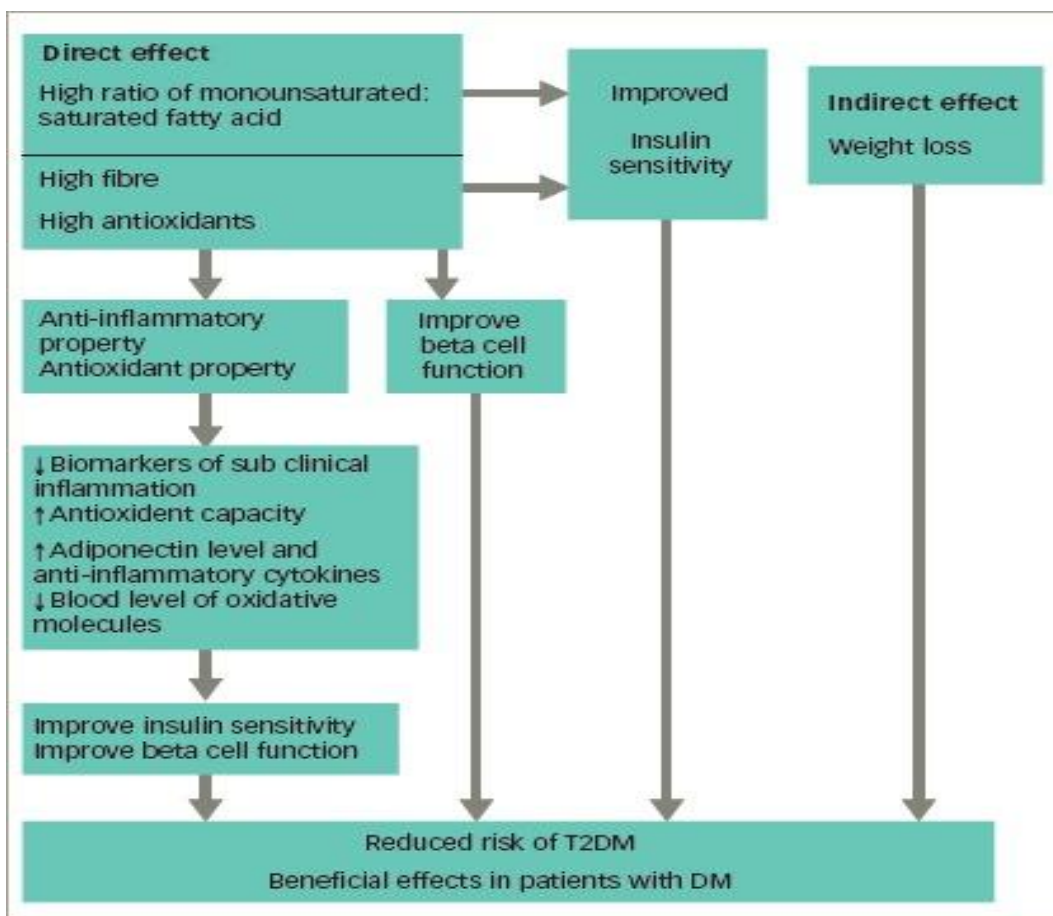 Direct effect
High ratio of monounsaturated:
saturated fatty acid
High fibre
High antioxidants
Improved
Insulin
sensitivity
Indirect effect
Weight loss
Anti-inflammatory
property
Antioxidant property
Improve
beta cell
function
↓Biomarkers of sub clinical
inflammation
↑Antioxident capacity
↑Adiponectin level and
anti-inflammatory cytokines
↓Blood level of oxidative
molecules
Improve insulin sensitivity
Improve beta cell function
Reduced risk of T2DM
Beneficial effects in patients with DM